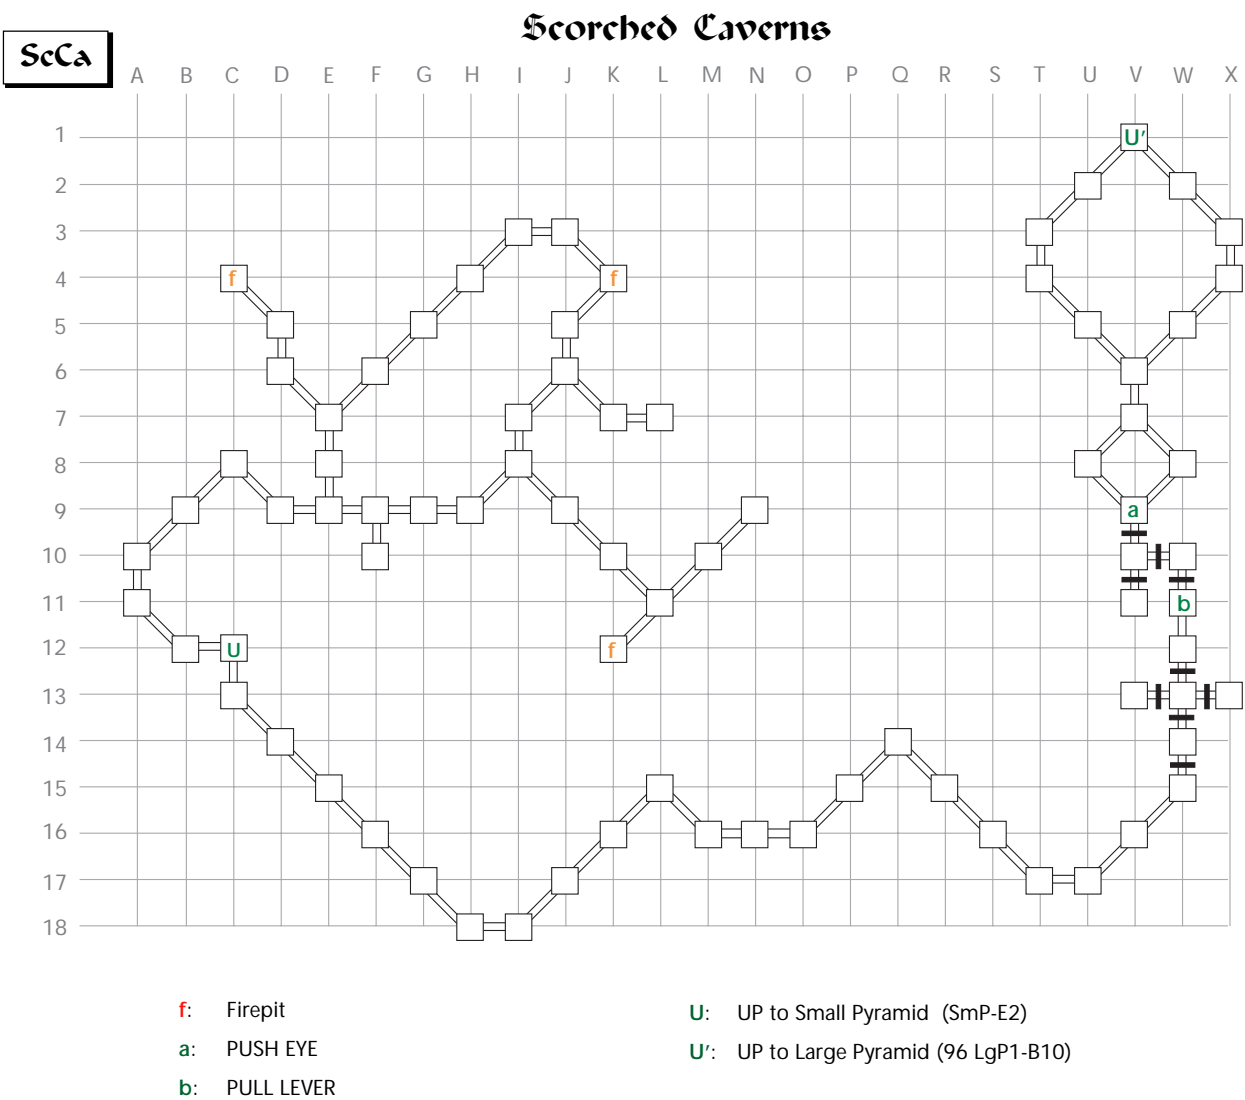 Scorched Caverns
ScCa
A B C D E F G H I J K L M N O P Q R S T U V W X
1
U'
2
3
4
f f
5
6
7
8
9
a
10
11
b
12
U f
13
14
15
16
17
18
f: Firepit
a: PUSH EYE
b: PULL LEVER
U: UP to Small Pyramid (SmP-E2)
U': UP to Large Pyramid (96 LgP1-B10)